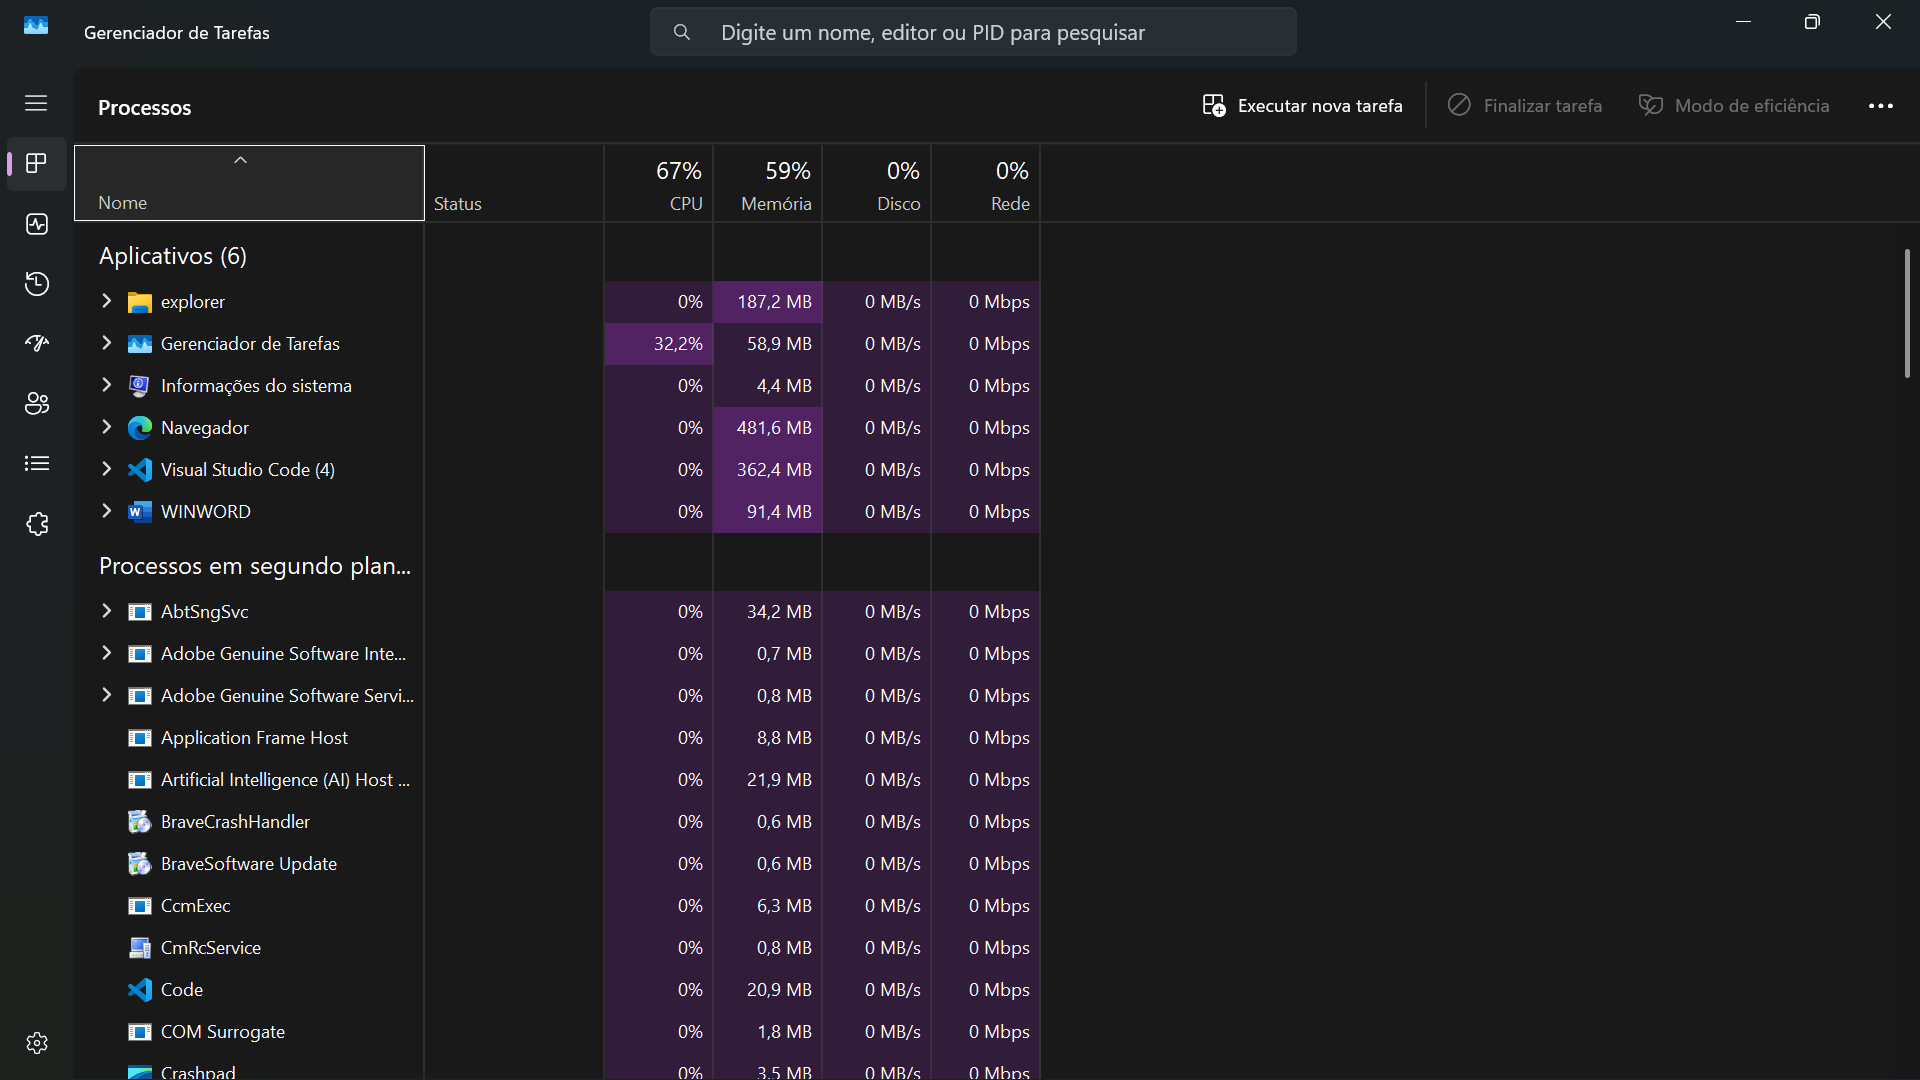 Gerenciador de Tarefas
Digite um nome, editor ou PID para pesquisar
Processos
Executar nova tarefa
Finalizar tarefa
Modo de eficiência
67% 59% 0% 0%
Nome Status CPU Memória Disco Rede
Aplicativos (6)
explorer 0% 187,2 MB 0 MB/s 0 Mbps
Gerenciador de Tarefas 32,2% 58,9 MB 0 MB/s 0 Mbps
Informações do sistema 0% 4,4 MB 0 MB/s 0 Mbps
Navegador 0% 481,6 MB 0 MB/s 0 Mbps
Visual Studio Code (4) 0% 362,4 MB 0 MB/s 0 Mbps
WINWORD 0% 91,4 MB 0 MB/s 0 Mbps
Processos em segundo plan...
AbtSngSvc 0% 34,2 MB 0 MB/s 0 Mbps
Adobe Genuine Software Inte... 0% 0,7 MB 0 MB/s 0 Mbps
Adobe Genuine Software Servi... 0% 0,8 MB 0 MB/s 0 Mbps
Application Frame Host 0% 8,8 MB 0 MB/s 0 Mbps
Artificial Intelligence (AI) Host ... 0% 21,9 MB 0 MB/s 0 Mbps
BraveCrashHandler 0% 0,6 MB 0 MB/s 0 Mbps
BraveSoftware Update 0% 0,6 MB 0 MB/s 0 Mbps
CcmExec 0% 6,3 MB 0 MB/s 0 Mbps
CmRcService 0% 0,8 MB 0 MB/s 0 Mbps
Code 0% 20,9 MB 0 MB/s 0 Mbps
COM Surrogate 0% 1,8 MB 0 MB/s 0 Mbps
Crashpad 0% 3,5 MB 0 MB/s 0 Mbps